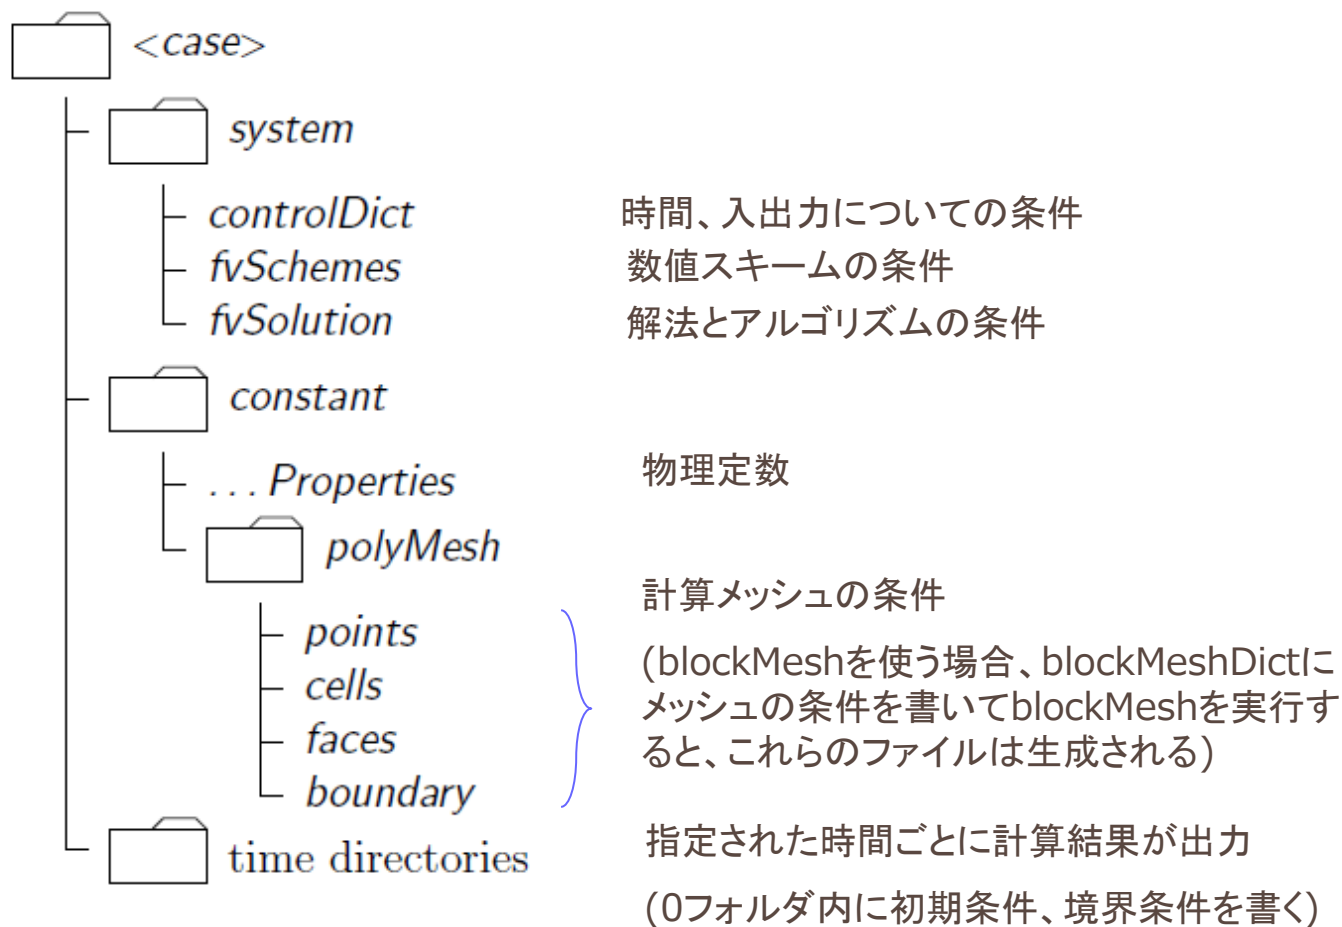 <case>
system
controlDict 時間、入出力についての条件
fvSchemes 数値スキームの条件
fvSolution 解法とアルゴリズムの条件
constant
...Properties 物理定数
polyMesh
計算メッシュの条件
points
(blockMeshを使う場合、blockMeshDictに
cells メッシュの条件を書いてblockMeshを実行す
faces ると、これらのファイルは生成される)
boundary
time directories 指定された時間ごとに計算結果が出力
(0フォルダ内に初期条件、境界条件を書く)